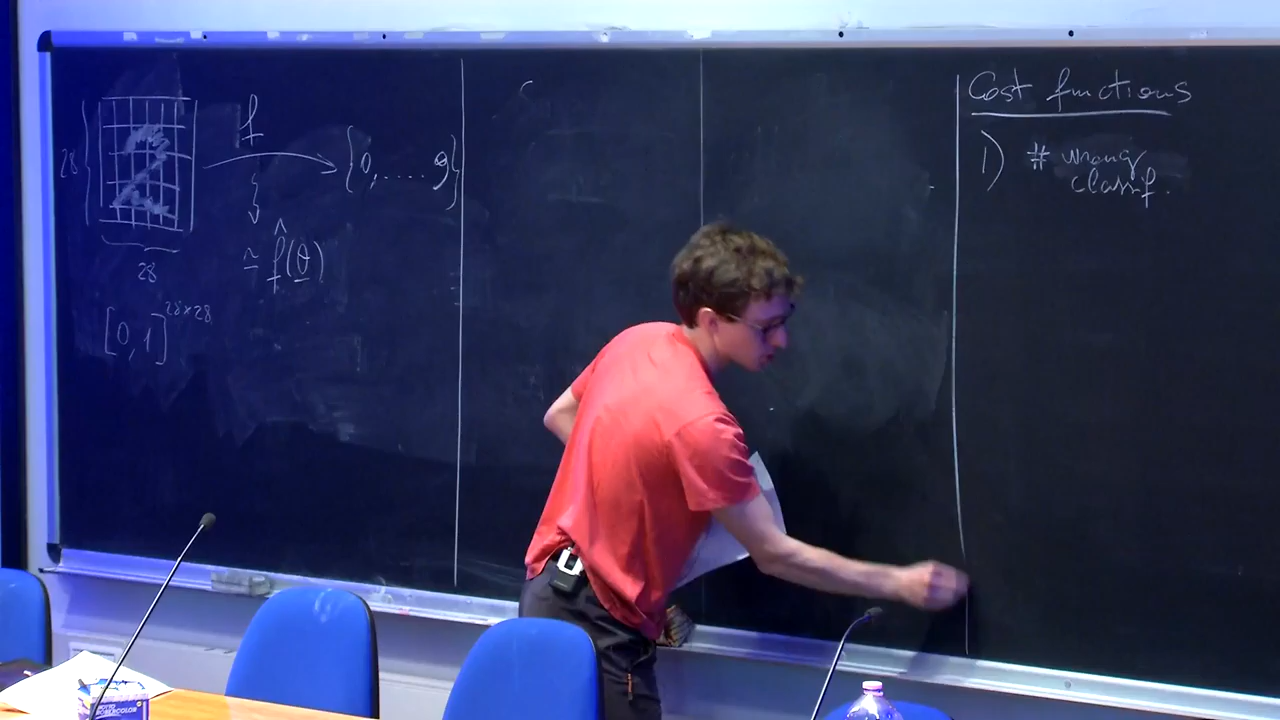 28
f
{0, .... 9}
≃ f̂(θ)
28
[0, 1]^28×28
Cost functions
1) # wrong
classif.